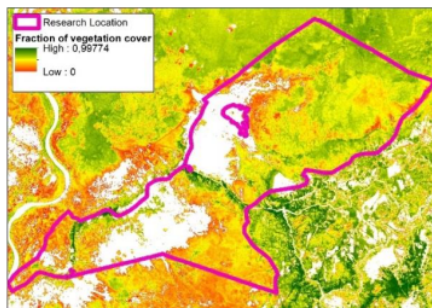 Research Location
Fraction of vegetation cover
High : 0,99774
Low : 0